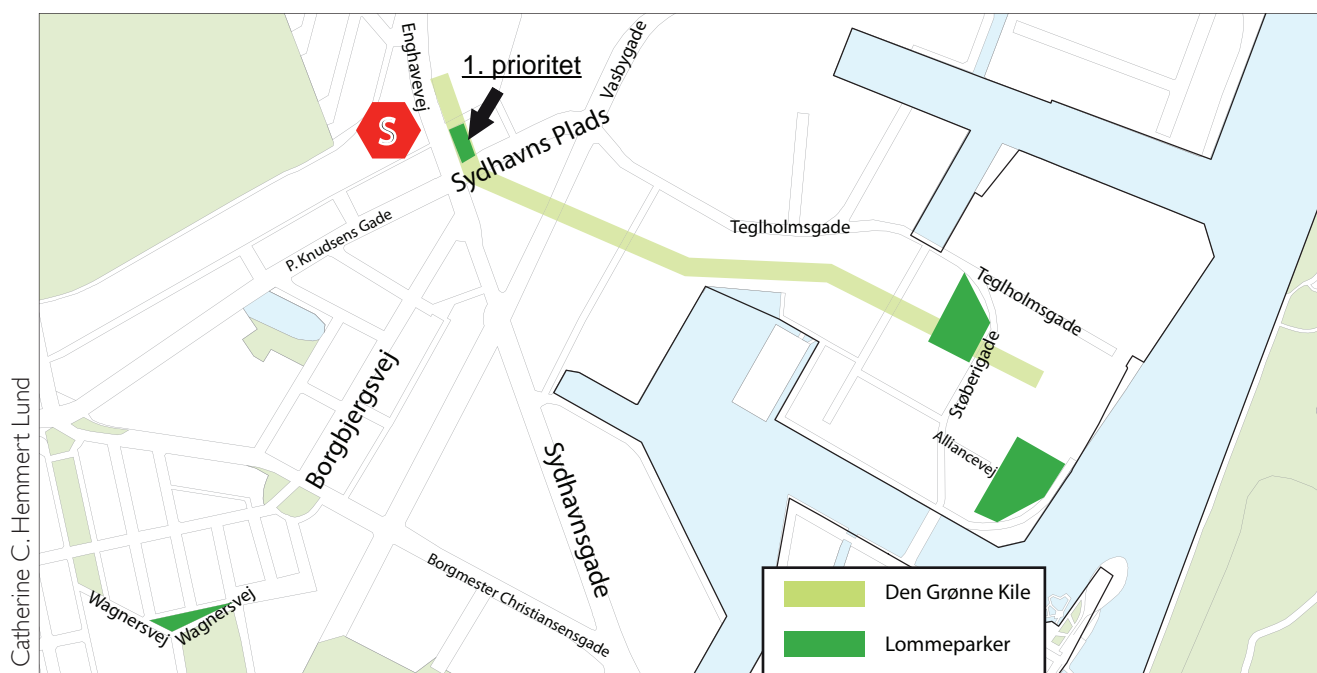 Enghavevej
1. prioritet
Vasbygade
S
Sydhavns Plads
P. Knudsens Gade
Teglholmsgade
Teglholmsgade
Støberigade
Alliancevej
Borgbjergsvej
Sydhavnsgade
Borgmester Christiansensgade
Wagnersvej
Wagnersvej
Den Grønne Kile
Lommeparker
Catherine C. Hemmert Lund